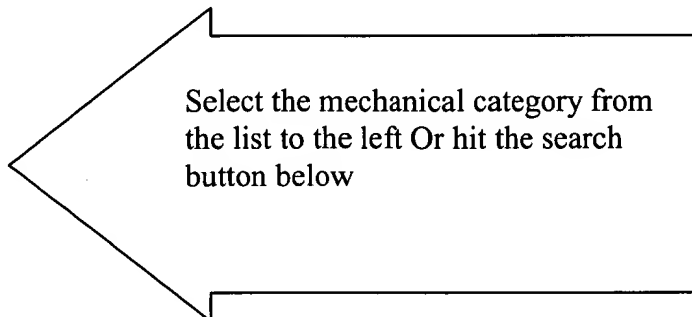 Select the mechanical category from
the list to the left Or hit the search
button below